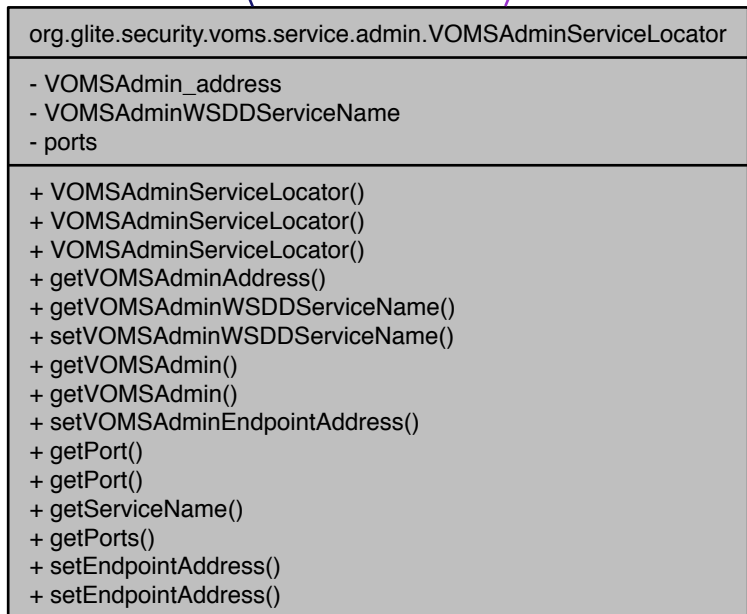 org.glite.security.voms.service.admin.VOMSAdminServiceLocator
- VOMSAdmin_address
- VOMSAdminWSDDServiceName
- ports
+ VOMSAdminServiceLocator()
+ VOMSAdminServiceLocator()
+ VOMSAdminServiceLocator()
+ getVOMSAdminAddress()
+ getVOMSAdminWSDDServiceName()
+ setVOMSAdminWSDDServiceName()
+ getVOMSAdmin()
+ getVOMSAdmin()
+ setVOMSAdminEndpointAddress()
+ getPort()
+ getPort()
+ getServiceName()
+ getPorts()
+ setEndpointAddress()
+ setEndpointAddress()